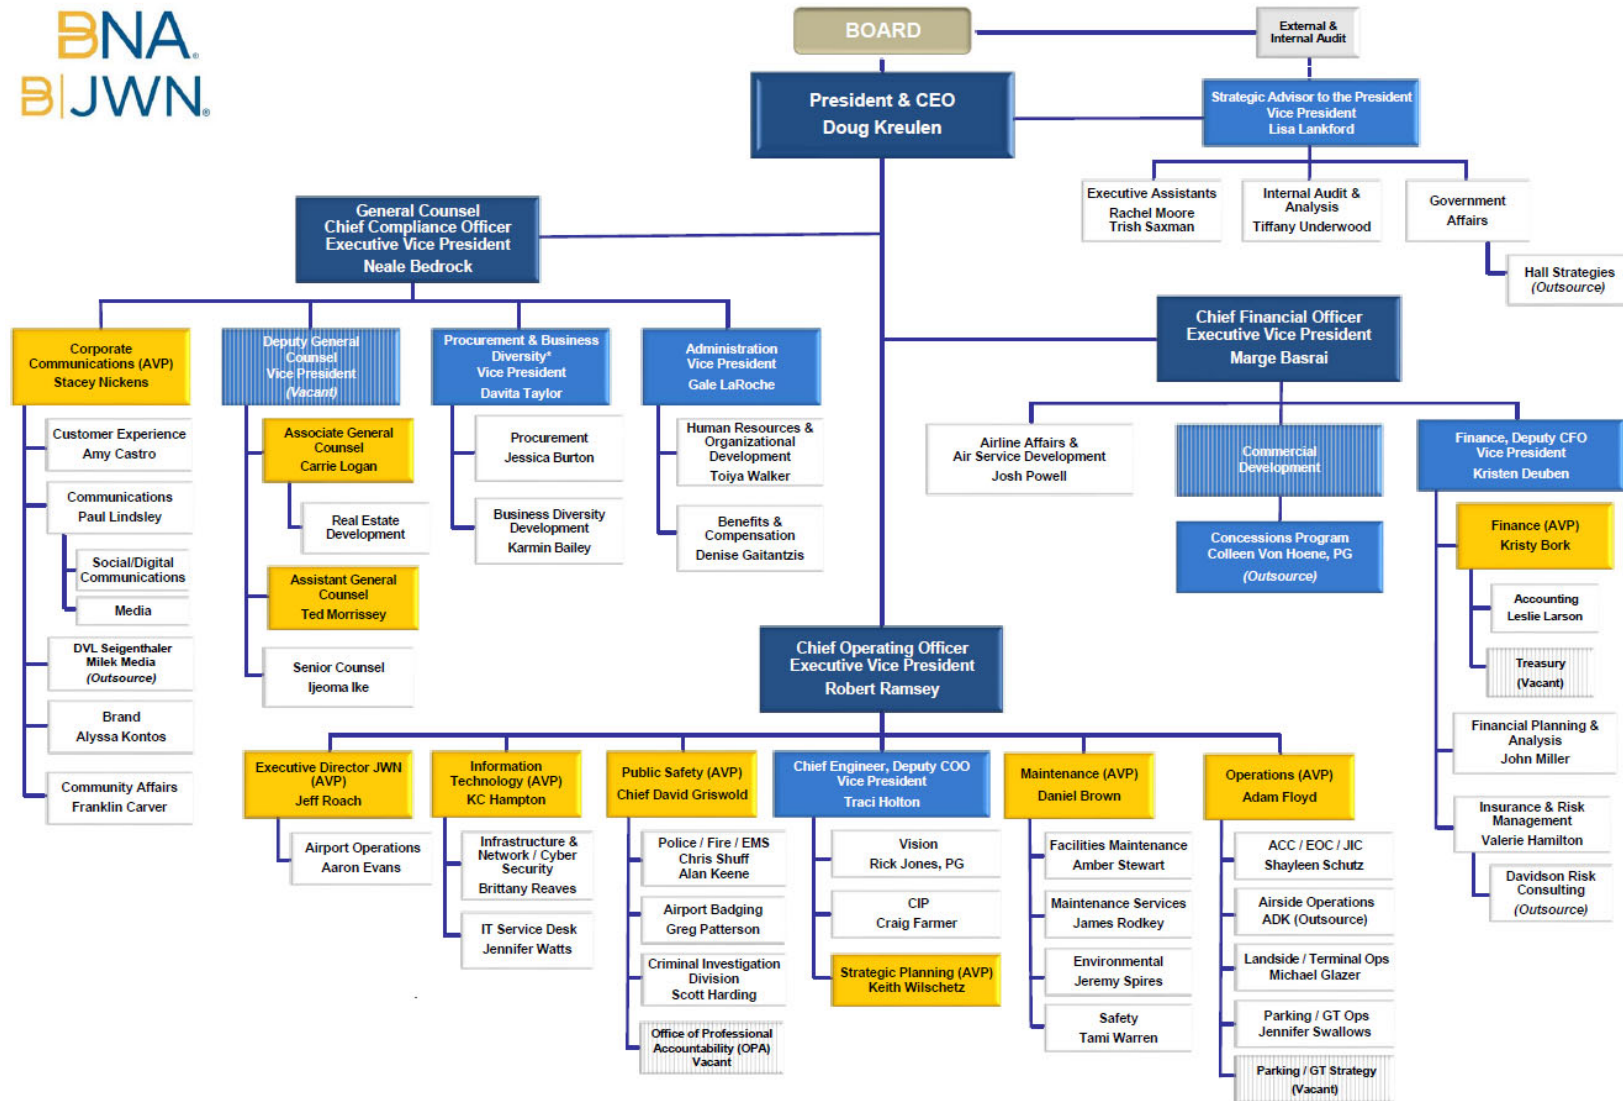 BNA®
B|JWN®
BOARD
External &
Internal Audit
President & CEO
Doug Kreulen
Strategic Advisor to the President
Vice President
Lisa Lankford
Executive Assistants
Rachel Moore
Trish Saxman
Internal Audit &
Analysis
Tiffany Underwood
Government
Affairs
Hall Strategies
(Outsource)
General Counsel
Chief Compliance Officer
Executive Vice President
Neale Bedrock
Corporate
Communications (AVP)
Stacey Nickens
Customer Experience
Amy Castro
Communications
Paul Lindsley
Social/Digital
Communications
Media
DVL Seigenthaler
Milek Media
(Outsource)
Brand
Alyssa Kontos
Community Affairs
Franklin Carver
Deputy General
Counsel
Vice President
(Vacant)
Associate General
Counsel
Carrie Logan
Real Estate
Development
Assistant General
Counsel
Ted Morrissey
Senior Counsel
Ijeoma Ike
Procurement & Business
Diversity*
Vice President
Davita Taylor
Procurement
Jessica Burton
Business Diversity
Development
Karmin Bailey
Administration
Vice President
Gale LaRoche
Human Resources &
Organizational
Development
Toiya Walker
Benefits &
Compensation
Denise Gaitantzis
Chief Financial Officer
Executive Vice President
Marge Basrai
Airline Affairs &
Air Service Development
Josh Powell
Commercial
Development
Concessions Program
Colleen Von Hoene, PG
(Outsource)
Finance, Deputy CFO
Vice President
Kristen Deuben
Finance (AVP)
Kristy Bork
Accounting
Leslie Larson
Treasury
(Vacant)
Financial Planning &
Analysis
John Miller
Insurance & Risk
Management
Valerie Hamilton
Davidson Risk
Consulting
(Outsource)
Chief Operating Officer
Executive Vice President
Robert Ramsey
Executive Director JWN
(AVP)
Jeff Roach
Airport Operations
Aaron Evans
Information
Technology (AVP)
KC Hampton
Infrastructure &
Network / Cyber
Security
Brittany Reaves
IT Service Desk
Jennifer Watts
Public Safety (AVP)
Chief David Griswold
Police / Fire / EMS
Chris Shuff
Alan Keene
Airport Badging
Greg Patterson
Criminal Investigation
Division
Scott Harding
Office of Professional
Accountability (OPA)
Vacant
Chief Engineer, Deputy COO
Vice President
Traci Holton
Vision
Rick Jones, PG
CIP
Craig Farmer
Strategic Planning (AVP)
Keith Wilschetz
Maintenance (AVP)
Daniel Brown
Facilities Maintenance
Amber Stewart
Maintenance Services
James Rodkey
Environmental
Jeremy Spires
Safety
Tami Warren
Operations (AVP)
Adam Floyd
ACC / EOC / JIC
Shayleen Schutz
Airside Operations
ADK (Outsource)
Landside / Terminal Ops
Michael Glazer
Parking / GT Ops
Jennifer Swallows
Parking / GT Strategy
(Vacant)